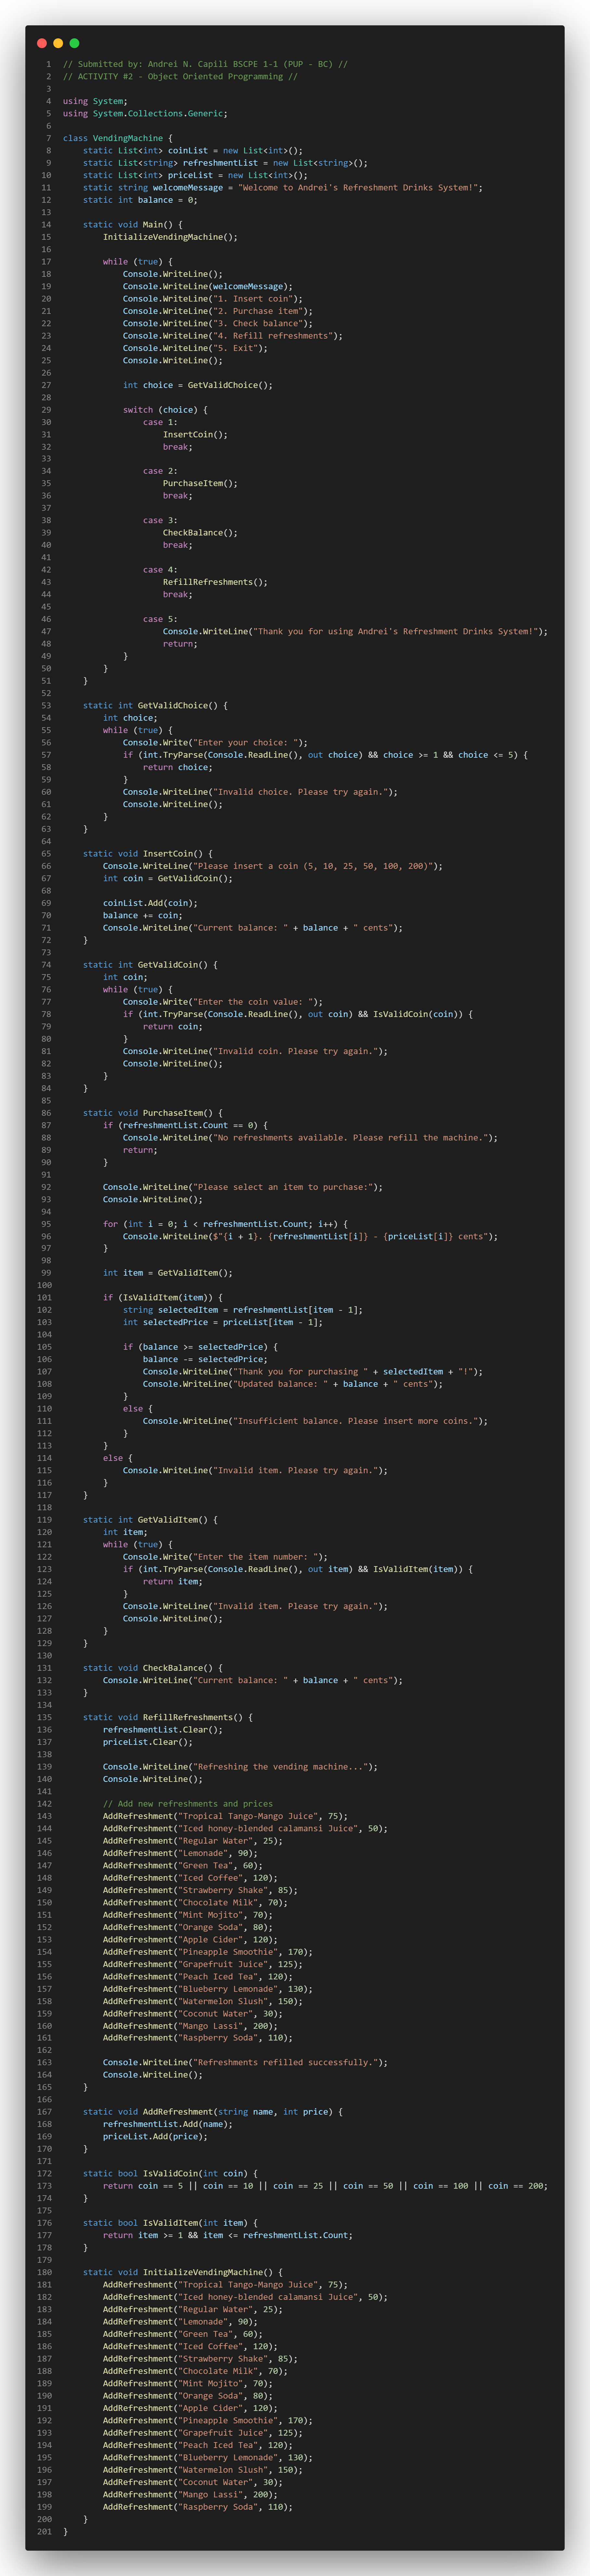 1 // Submitted by: Andrei N. Capili BSCPE 1-1 (PUP - BC) //
2 // ACTIVITY #2 - Object Oriented Programming //
3
4 using System;
5 using System.Collections.Generic;
6
7 class VendingMachine {
8     static List<int> coinList = new List<int>();
9     static List<string> refreshmentList = new List<string>();
10     static List<int> priceList = new List<int>();
11     static string welcomeMessage = "Welcome to Andrei's Refreshment Drinks System!";
12     static int balance = 0;
13
14     static void Main() {
15         InitializeVendingMachine();
16
17         while (true) {
18             Console.WriteLine();
19             Console.WriteLine(welcomeMessage);
20             Console.WriteLine("1. Insert coin");
21             Console.WriteLine("2. Purchase item");
22             Console.WriteLine("3. Check balance");
23             Console.WriteLine("4. Refill refreshments");
24             Console.WriteLine("5. Exit");
25             Console.WriteLine();
26
27             int choice = GetValidChoice();
28
29             switch (choice) {
30                 case 1:
31                     InsertCoin();
32                     break;
33
34                 case 2:
35                     PurchaseItem();
36                     break;
37
38                 case 3:
39                     CheckBalance();
40                     break;
41
42                 case 4:
43                     RefillRefreshments();
44                     break;
45
46                 case 5:
47                     Console.WriteLine("Thank you for using Andrei's Refreshment Drinks System!");
48                     return;
49             }
50         }
51     }
52
53     static int GetValidChoice() {
54         int choice;
55         while (true) {
56             Console.Write("Enter your choice: ");
57             if (int.TryParse(Console.ReadLine(), out choice) && choice >= 1 && choice <= 5) {
58                 return choice;
59             }
60             Console.WriteLine("Invalid choice. Please try again.");
61             Console.WriteLine();
62         }
63     }
64
65     static void InsertCoin() {
66         Console.WriteLine("Please insert a coin (5, 10, 25, 50, 100, 200)");
67         int coin = GetValidCoin();
68
69         coinList.Add(coin);
70         balance += coin;
71         Console.WriteLine("Current balance: " + balance + " cents");
72     }
73
74     static int GetValidCoin() {
75         int coin;
76         while (true) {
77             Console.Write("Enter the coin value: ");
78             if (int.TryParse(Console.ReadLine(), out coin) && IsValidCoin(coin)) {
79                 return coin;
80             }
81             Console.WriteLine("Invalid coin. Please try again.");
82             Console.WriteLine();
83         }
84     }
85
86     static void PurchaseItem() {
87         if (refreshmentList.Count == 0) {
88             Console.WriteLine("No refreshments available. Please refill the machine.");
89             return;
90         }
91
92         Console.WriteLine("Please select an item to purchase:");
93         Console.WriteLine();
94
95         for (int i = 0; i < refreshmentList.Count; i++) {
96             Console.WriteLine($"{i + 1}. {refreshmentList[i]} - {priceList[i]} cents");
97         }
98
99         int item = GetValidItem();
100
101         if (IsValidItem(item)) {
102             string selectedItem = refreshmentList[item - 1];
103             int selectedPrice = priceList[item - 1];
104
105             if (balance >= selectedPrice) {
106                 balance -= selectedPrice;
107                 Console.WriteLine("Thank you for purchasing " + selectedItem + "!");
108                 Console.WriteLine("Updated balance: " + balance + " cents");
109             }
110             else {
111                 Console.WriteLine("Insufficient balance. Please insert more coins.");
112             }
113         }
114         else {
115             Console.WriteLine("Invalid item. Please try again.");
116         }
117     }
118
119     static int GetValidItem() {
120         int item;
121         while (true) {
122             Console.Write("Enter the item number: ");
123             if (int.TryParse(Console.ReadLine(), out item) && IsValidItem(item)) {
124                 return item;
125             }
126             Console.WriteLine("Invalid item. Please try again.");
127             Console.WriteLine();
128         }
129     }
130
131     static void CheckBalance() {
132         Console.WriteLine("Current balance: " + balance + " cents");
133     }
134
135     static void RefillRefreshments() {
136         refreshmentList.Clear();
137         priceList.Clear();
138
139         Console.WriteLine("Refreshing the vending machine...");
140         Console.WriteLine();
141
142         // Add new refreshments and prices
143         AddRefreshment("Tropical Tango-Mango Juice", 75);
144         AddRefreshment("Iced honey-blended calamansi Juice", 50);
145         AddRefreshment("Regular Water", 25);
146         AddRefreshment("Lemonade", 90);
147         AddRefreshment("Green Tea", 60);
148         AddRefreshment("Iced Coffee", 120);
149         AddRefreshment("Strawberry Shake", 85);
150         AddRefreshment("Chocolate Milk", 70);
151         AddRefreshment("Mint Mojito", 70);
152         AddRefreshment("Orange Soda", 80);
153         AddRefreshment("Apple Cider", 120);
154         AddRefreshment("Pineapple Smoothie", 170);
155         AddRefreshment("Grapefruit Juice", 125);
156         AddRefreshment("Peach Iced Tea", 120);
157         AddRefreshment("Blueberry Lemonade", 130);
158         AddRefreshment("Watermelon Slush", 150);
159         AddRefreshment("Coconut Water", 30);
160         AddRefreshment("Mango Lassi", 200);
161         AddRefreshment("Raspberry Soda", 110);
162
163         Console.WriteLine("Refreshments refilled successfully.");
164         Console.WriteLine();
165     }
166
167     static void AddRefreshment(string name, int price) {
168         refreshmentList.Add(name);
169         priceList.Add(price);
170     }
171
172     static bool IsValidCoin(int coin) {
173         return coin == 5 || coin == 10 || coin == 25 || coin == 50 || coin == 100 || coin == 200;
174     }
175
176     static bool IsValidItem(int item) {
177         return item >= 1 && item <= refreshmentList.Count;
178     }
179
180     static void InitializeVendingMachine() {
181         AddRefreshment("Tropical Tango-Mango Juice", 75);
182         AddRefreshment("Iced honey-blended calamansi Juice", 50);
183         AddRefreshment("Regular Water", 25);
184         AddRefreshment("Lemonade", 90);
185         AddRefreshment("Green Tea", 60);
186         AddRefreshment("Iced Coffee", 120);
187         AddRefreshment("Strawberry Shake", 85);
188         AddRefreshment("Chocolate Milk", 70);
189         AddRefreshment("Mint Mojito", 70);
190         AddRefreshment("Orange Soda", 80);
191         AddRefreshment("Apple Cider", 120);
192         AddRefreshment("Pineapple Smoothie", 170);
193         AddRefreshment("Grapefruit Juice", 125);
194         AddRefreshment("Peach Iced Tea", 120);
195         AddRefreshment("Blueberry Lemonade", 130);
196         AddRefreshment("Watermelon Slush", 150);
197         AddRefreshment("Coconut Water", 30);
198         AddRefreshment("Mango Lassi", 200);
199         AddRefreshment("Raspberry Soda", 110);
200     }
201 }